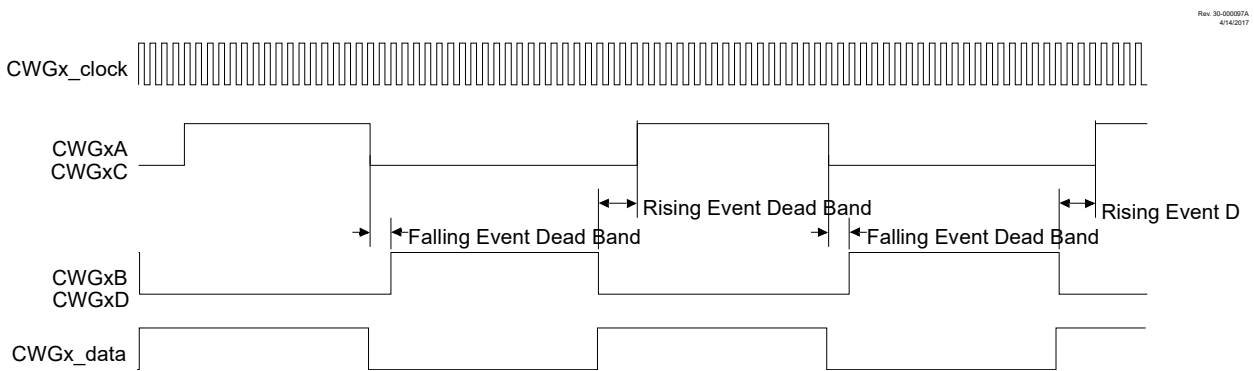 Rev. 30-000097A
4/14/2017
CWGx_clock
CWGxA
CWGxC
Rising Event Dead Band
Rising Event D
Falling Event Dead Band
Falling Event Dead Band
CWGxB
CWGxD
CWGx_data